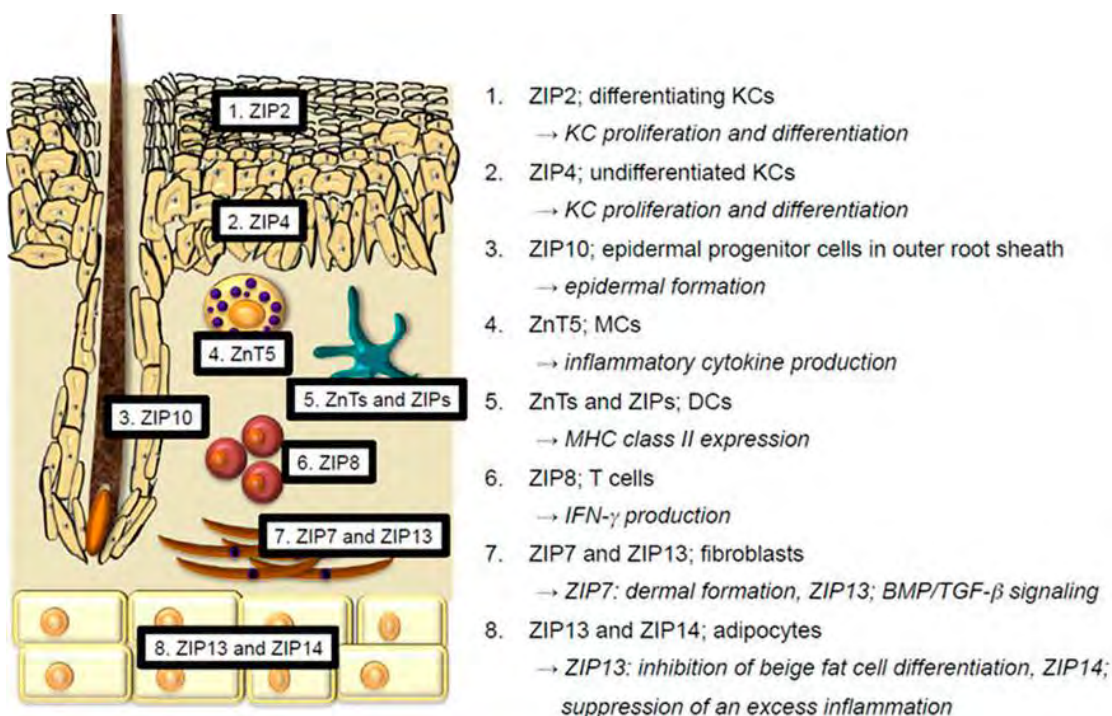 1. ZIP2
2. ZIP4
4. ZnT5
5. ZnTs and ZIPs
3. ZIP10
6. ZIP8
7. ZIP7 and ZIP13
8. ZIP13 and ZIP14
1. ZIP2; differentiating KCs
→ KC proliferation and differentiation
2. ZIP4; undifferentiated KCs
→ KC proliferation and differentiation
3. ZIP10; epidermal progenitor cells in outer root sheath
→ epidermal formation
4. ZnT5; MCs
→ inflammatory cytokine production
5. ZnTs and ZIPs; DCs
→ MHC class II expression
6. ZIP8; T cells
→ IFN-γ production
7. ZIP7 and ZIP13; fibroblasts
→ ZIP7: dermal formation, ZIP13; BMP/TGF-β signaling
8. ZIP13 and ZIP14; adipocytes
→ ZIP13: inhibition of beige fat cell differentiation, ZIP14;
suppression of an excess inflammation